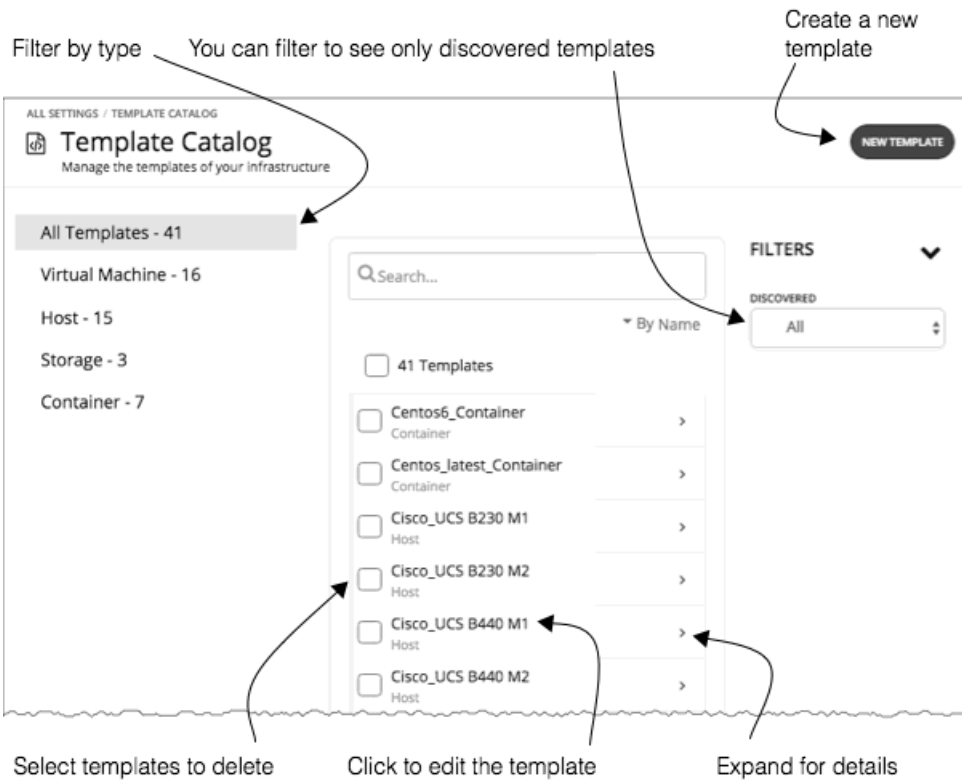 Create a new
template
Filter by type
You can filter to see only discovered templates
ALL SETTINGS / TEMPLATE CATALOG
Template Catalog
Manage the templates of your infrastructure
NEW TEMPLATE
All Templates - 41
Virtual Machine - 16
Host - 15
Storage - 3
Container - 7
Search...
By Name
41 Templates
Centos6_Container
Container
Centos_latest_Container
Container
Cisco_UCS B230 M1
Host
Cisco_UCS B230 M2
Host
Cisco_UCS B440 M1
Host
Cisco_UCS B440 M2
Host
FILTERS
DISCOVERED
All
Select templates to delete
Click to edit the template
Expand for details